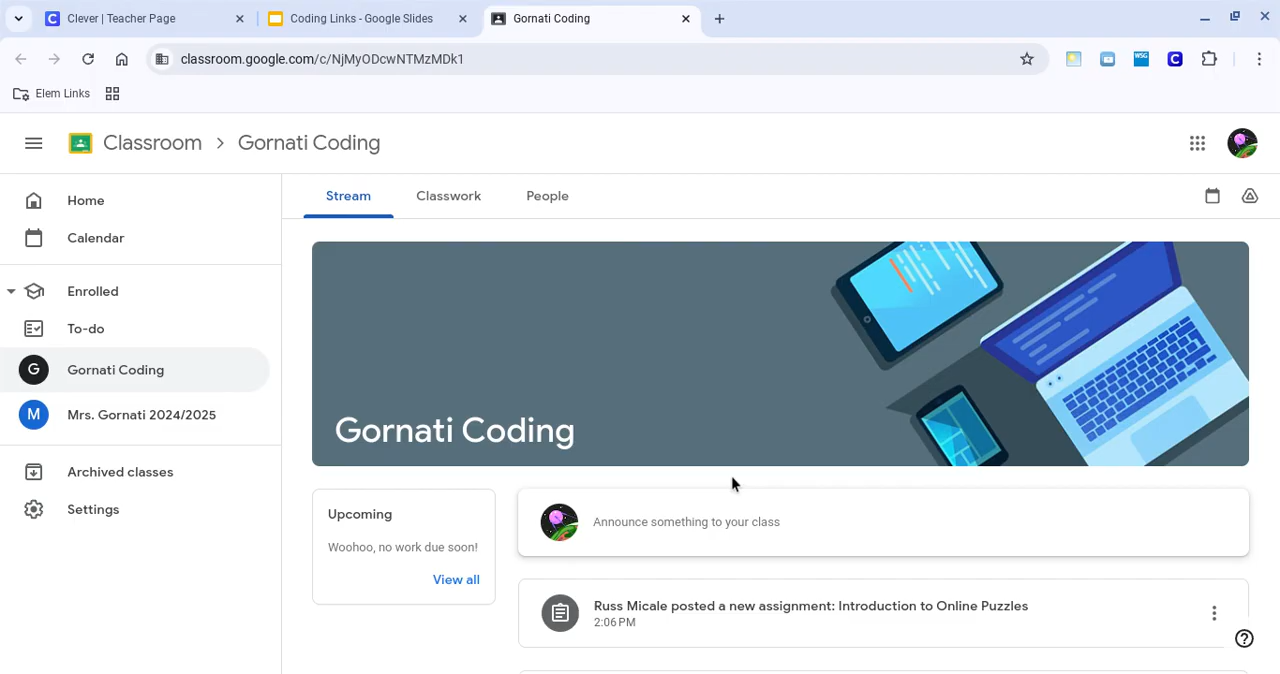 Clever | Teacher Page
Coding Links - Google Slides
Gornati Coding
classroom.google.com/c/NjMyODcwNTMzMDk1
WSG
C
Elem Links
Classroom > Gornati Coding
Stream
Classwork
People
Home
Calendar
Enrolled
To-do
G
Gornati Coding
M
Mrs. Gornati 2024/2025
Archived classes
Settings
Gornati Coding
Upcoming
Woohoo, no work due soon!
View all
Announce something to your class
Russ Micale posted a new assignment: Introduction to Online Puzzles
2:06 PM